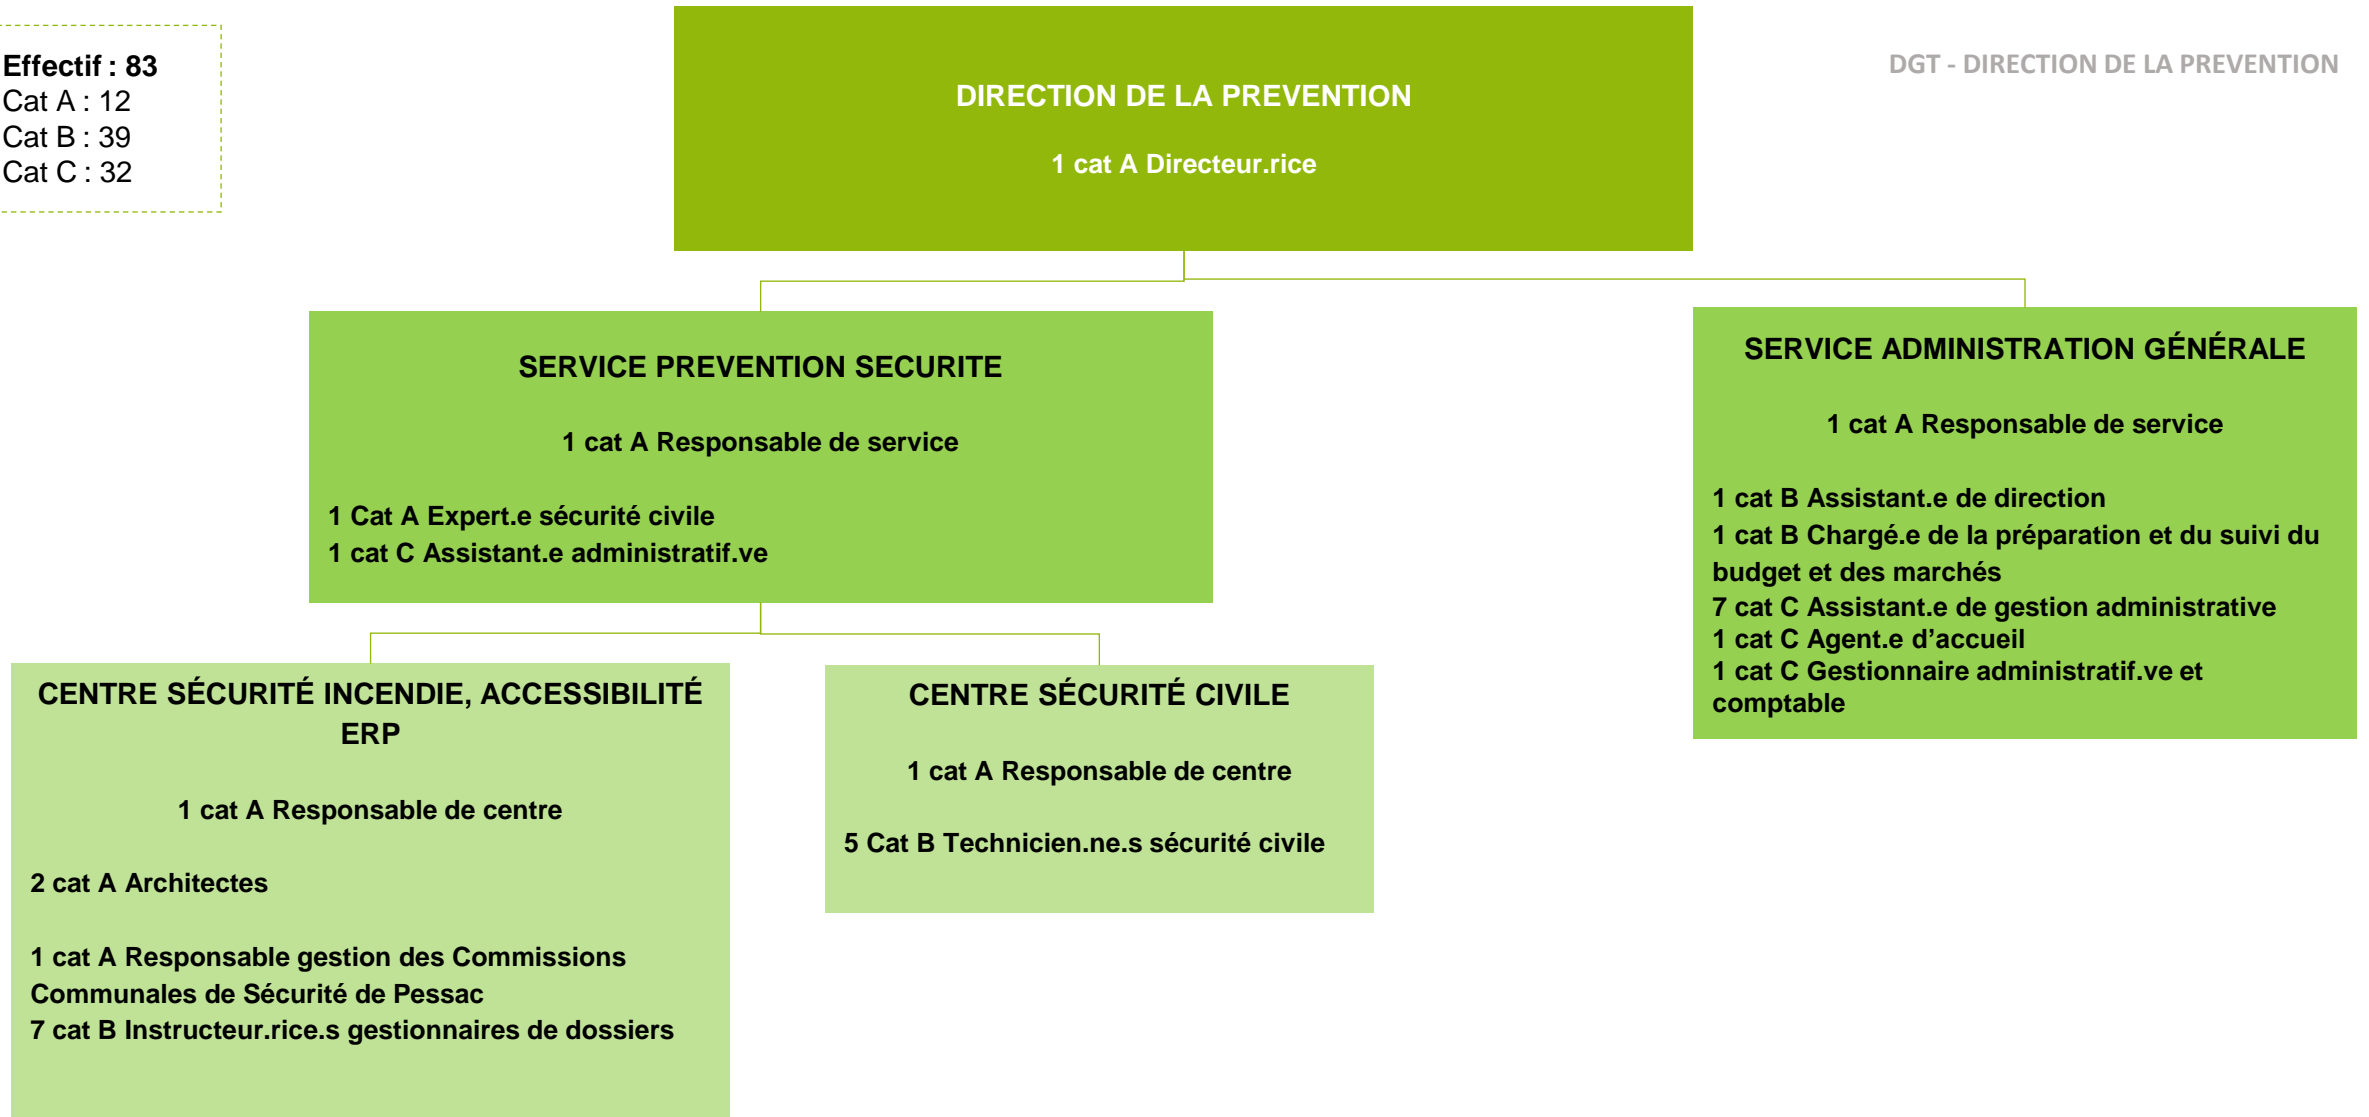 Effectif : 83
Cat A : 12
Cat B : 39
Cat C : 32
DGT - DIRECTION DE LA PREVENTION
DIRECTION DE LA PREVENTION
1 cat A Directeur.rice
SERVICE PREVENTION SECURITE
1 cat A Responsable de service
1 Cat A Expert.e sécurité civile
1 cat C Assistant.e administratif.ve
SERVICE ADMINISTRATION GÉNÉRALE
1 cat A Responsable de service
1 cat B Assistant.e de direction
1 cat B Chargé.e de la préparation et du suivi du
budget et des marchés
7 cat C Assistant.e de gestion administrative
1 cat C Agent.e d’accueil
1 cat C Gestionnaire administratif.ve et
comptable
CENTRE SÉCURITÉ INCENDIE, ACCESSIBILITÉ
ERP
1 cat A Responsable de centre
2 cat A Architectes
1 cat A Responsable gestion des Commissions
Communales de Sécurité de Pessac
7 cat B Instructeur.rice.s gestionnaires de dossiers
CENTRE SÉCURITÉ CIVILE
1 cat A Responsable de centre
5 Cat B Technicien.ne.s sécurité civile